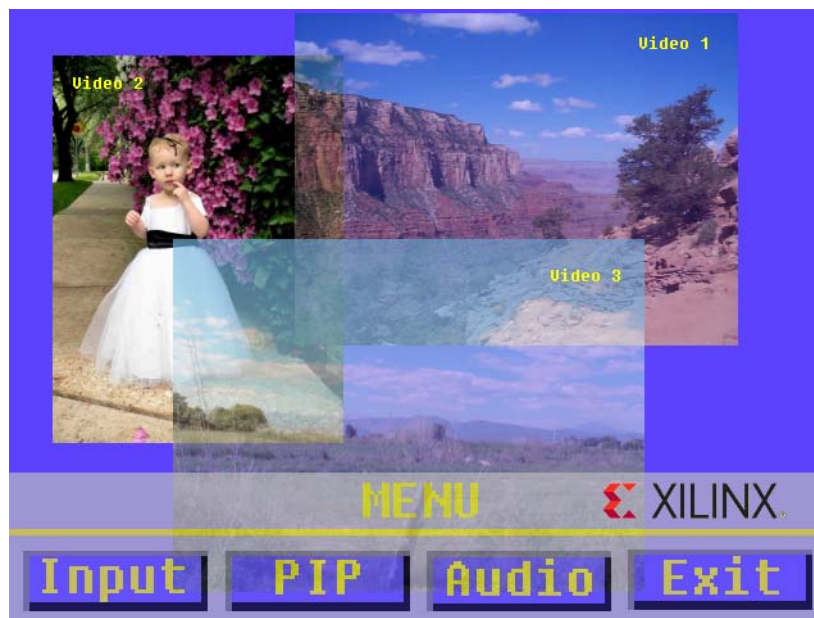 Video 1
Video 2
Video 3
MENU
XILINX
Input PIP Audio Exit